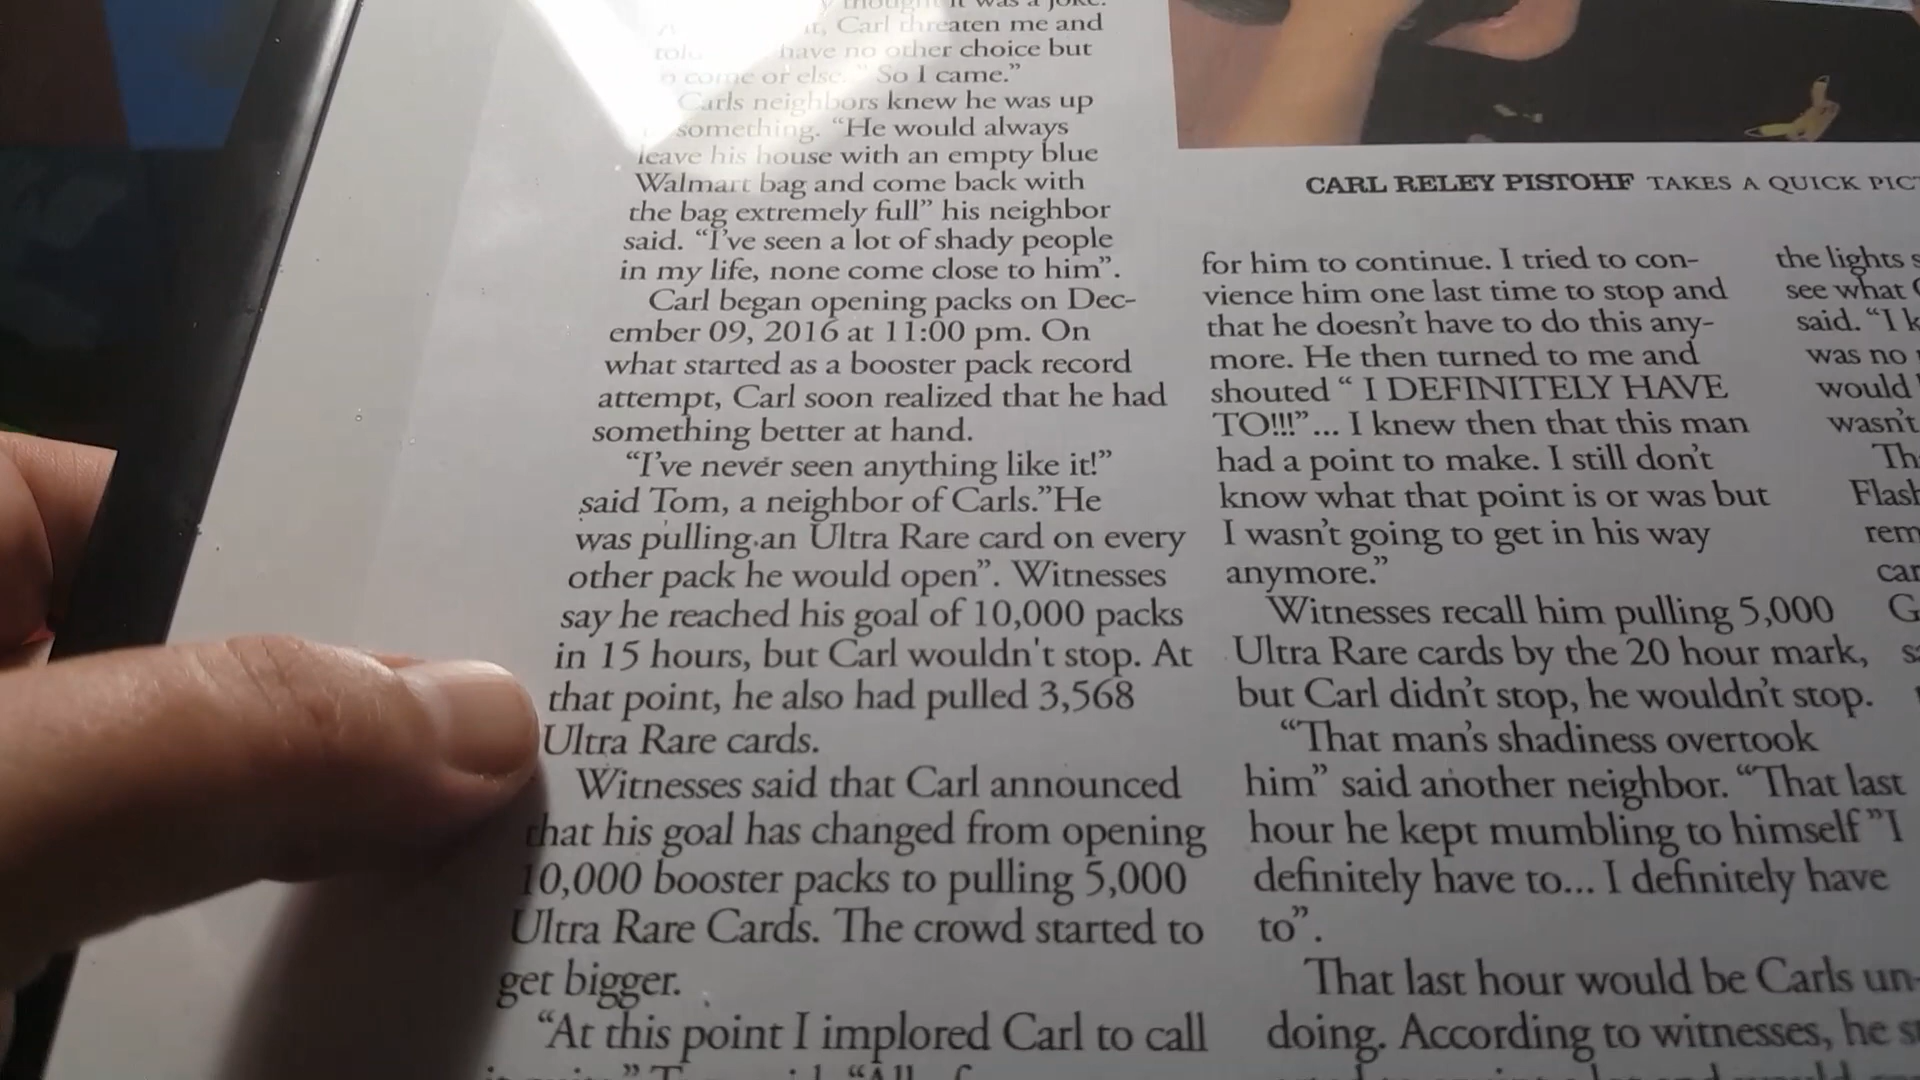 thought it was a joke.
it, Carl threaten me and
have no other choice but
come or else. " So I came.”
Carls neighbors knew he was up
something. “He would always
leave his house with an empty blue
Walmart bag and come back with
the bag extremely full” his neighbor
said. “I’ve seen a lot of shady people
in my life, none come close to him”.
Carl began opening packs on Dec-
ember 09, 2016 at 11:00 pm. On
what started as a booster pack record
attempt, Carl soon realized that he had
something better at hand.
“I’ve never seen anything like it!”
said Tom, a neighbor of Carls.”He
was pulling an Ultra Rare card on every
other pack he would open”. Witnesses
say he reached his goal of 10,000 packs
in 15 hours, but Carl wouldn't stop. At
that point, he also had pulled 3,568
Ultra Rare cards.
Witnesses said that Carl announced
that his goal has changed from opening
10,000 booster packs to pulling 5,000
Ultra Rare Cards. The crowd started to
get bigger.
“At this point I implored Carl to call
CARL RELEY PISTOHF TAKES A QUICK PIC
for him to continue. I tried to con-
vience him one last time to stop and
that he doesn’t have to do this any-
more. He then turned to me and
shouted “ I DEFINITELY HAVE
TO!!!”... I knew then that this man
had a point to make. I still don’t
know what that point is or was but
I wasn’t going to get in his way
anymore.”
Witnesses recall him pulling 5,000
Ultra Rare cards by the 20 hour mark,
but Carl didn’t stop, he wouldn’t stop.
“That man’s shadiness overtook
him” said another neighbor. “That last
hour he kept mumbling to himself ”I
definitely have to... I definitely have
to”.
That last hour would be Carls un-
doing. According to witnesses, he
the lights
see what
said. “I
was no
would
wasn’t
Th
Flash
rem
car